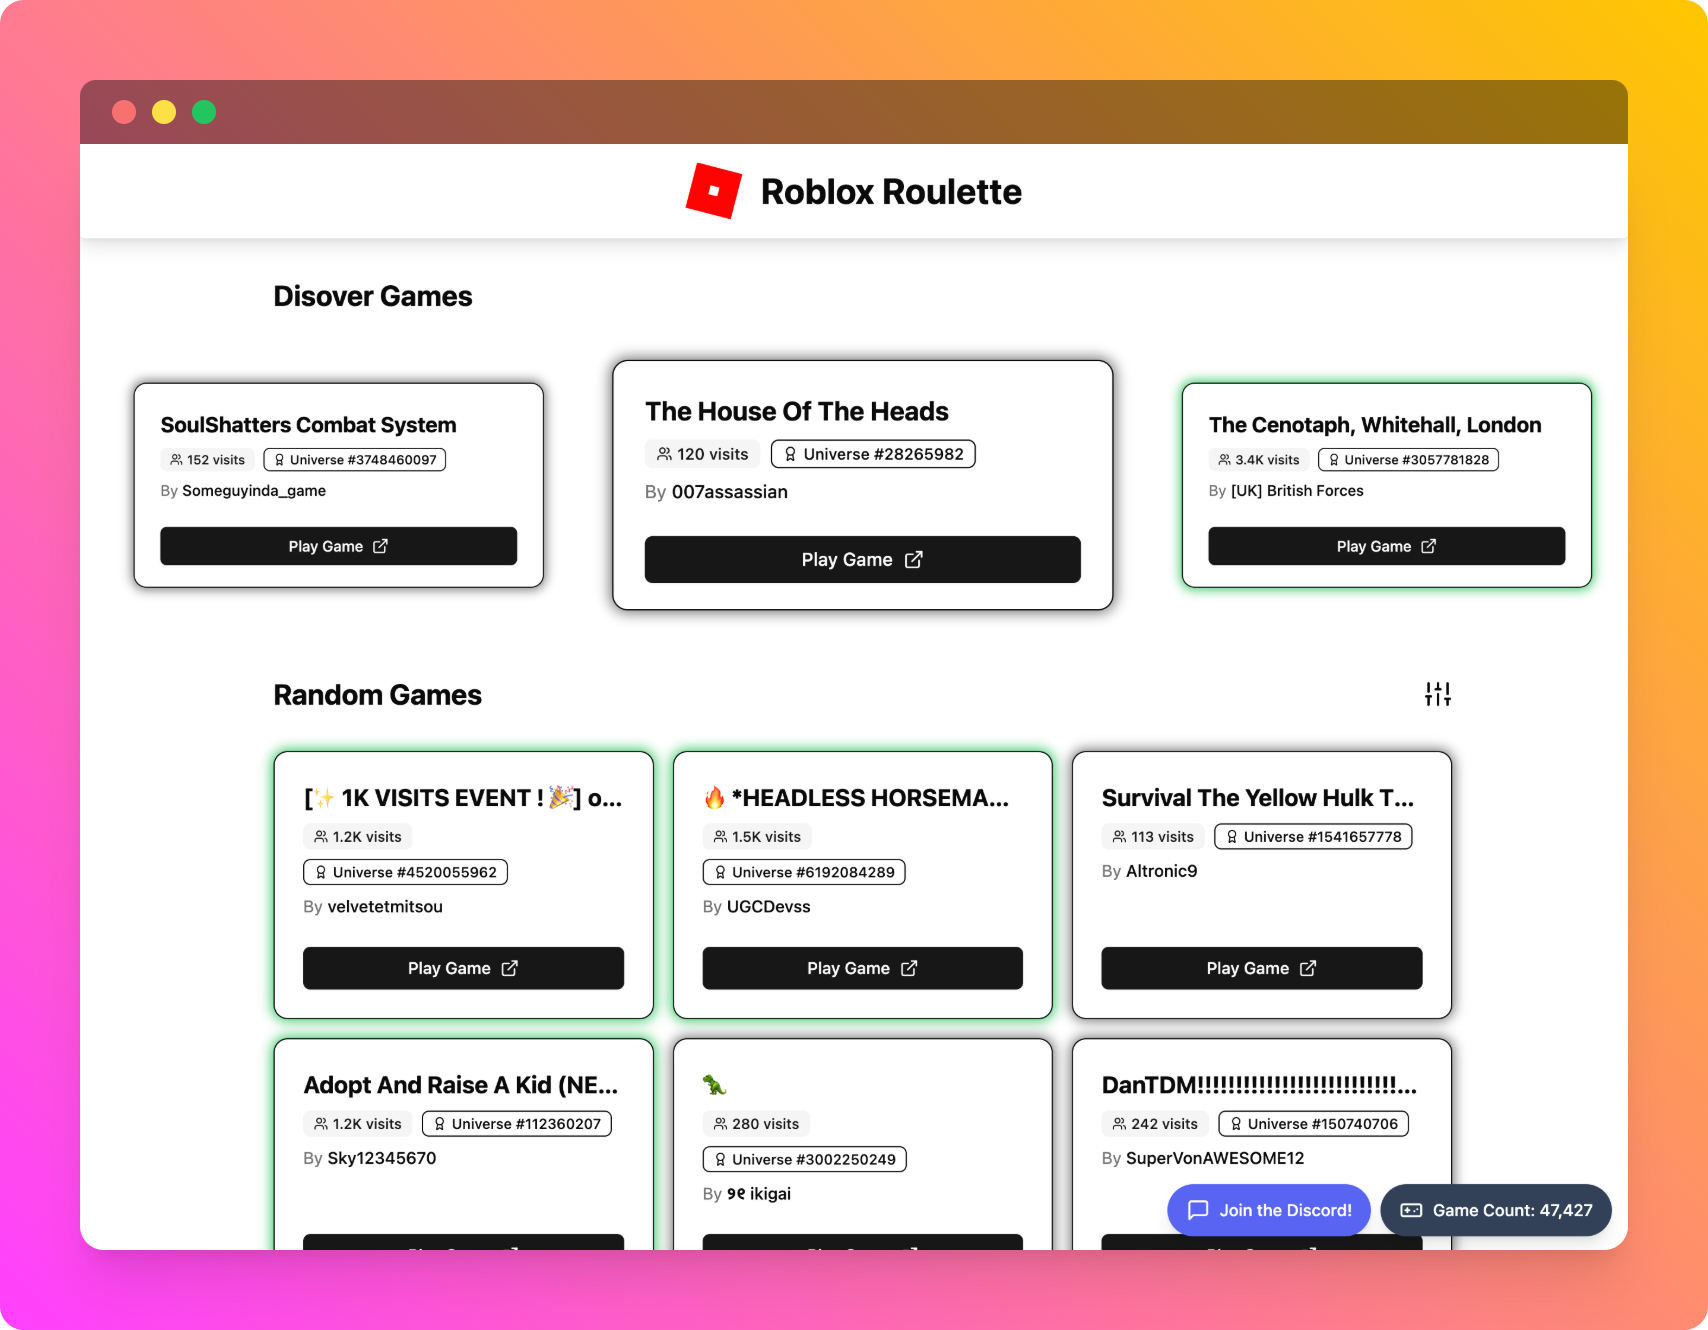 Roblox Roulette
Disover Games
SoulShatters Combat System
152 visits
Universe #3748460097
By Someguyinda_game
Play Game
The House Of The Heads
120 visits
Universe #28265982
By 007assassian
Play Game
The Cenotaph, Whitehall, London
3.4K visits
Universe #3057781828
By [UK] British Forces
Play Game
Random Games
[✨ 1K VISITS EVENT ! 🎉] o...
1.2K visits
Universe #4520055962
By velvetetmitsou
Play Game
🔥 *HEADLESS HORSEMA...
1.5K visits
Universe #6192084289
By UGCDevss
Play Game
Survival The Yellow Hulk T...
113 visits
Universe #1541657778
By Altronic9
Play Game
Adopt And Raise A Kid (NE...
1.2K visits
Universe #112360207
By Sky12345670
🦖
280 visits
Universe #3002250249
By ୨୧ ikigai
DanTDM!!!!!!!!!!!!!!!!!!!!!!!!!!...
242 visits
Universe #150740706
By SuperVonAWESOME12
Join the Discord!
Game Count: 47,427